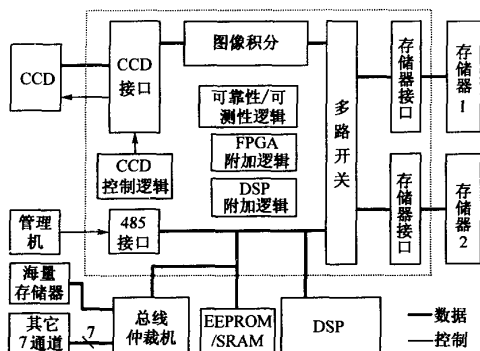 CCD
CCD
接口
图像积分
可靠性/可
测性逻辑
FPGA
附加逻辑
DSP
附加逻辑
CCD
控制逻辑
多路开关
存储器接口
存储器1
存储器接口
存储器2
管理
机
485
接口
海量
存储器
其它
7通道
7
总线
仲裁机
EEPROM
/SRAM
DSP
数据
控制